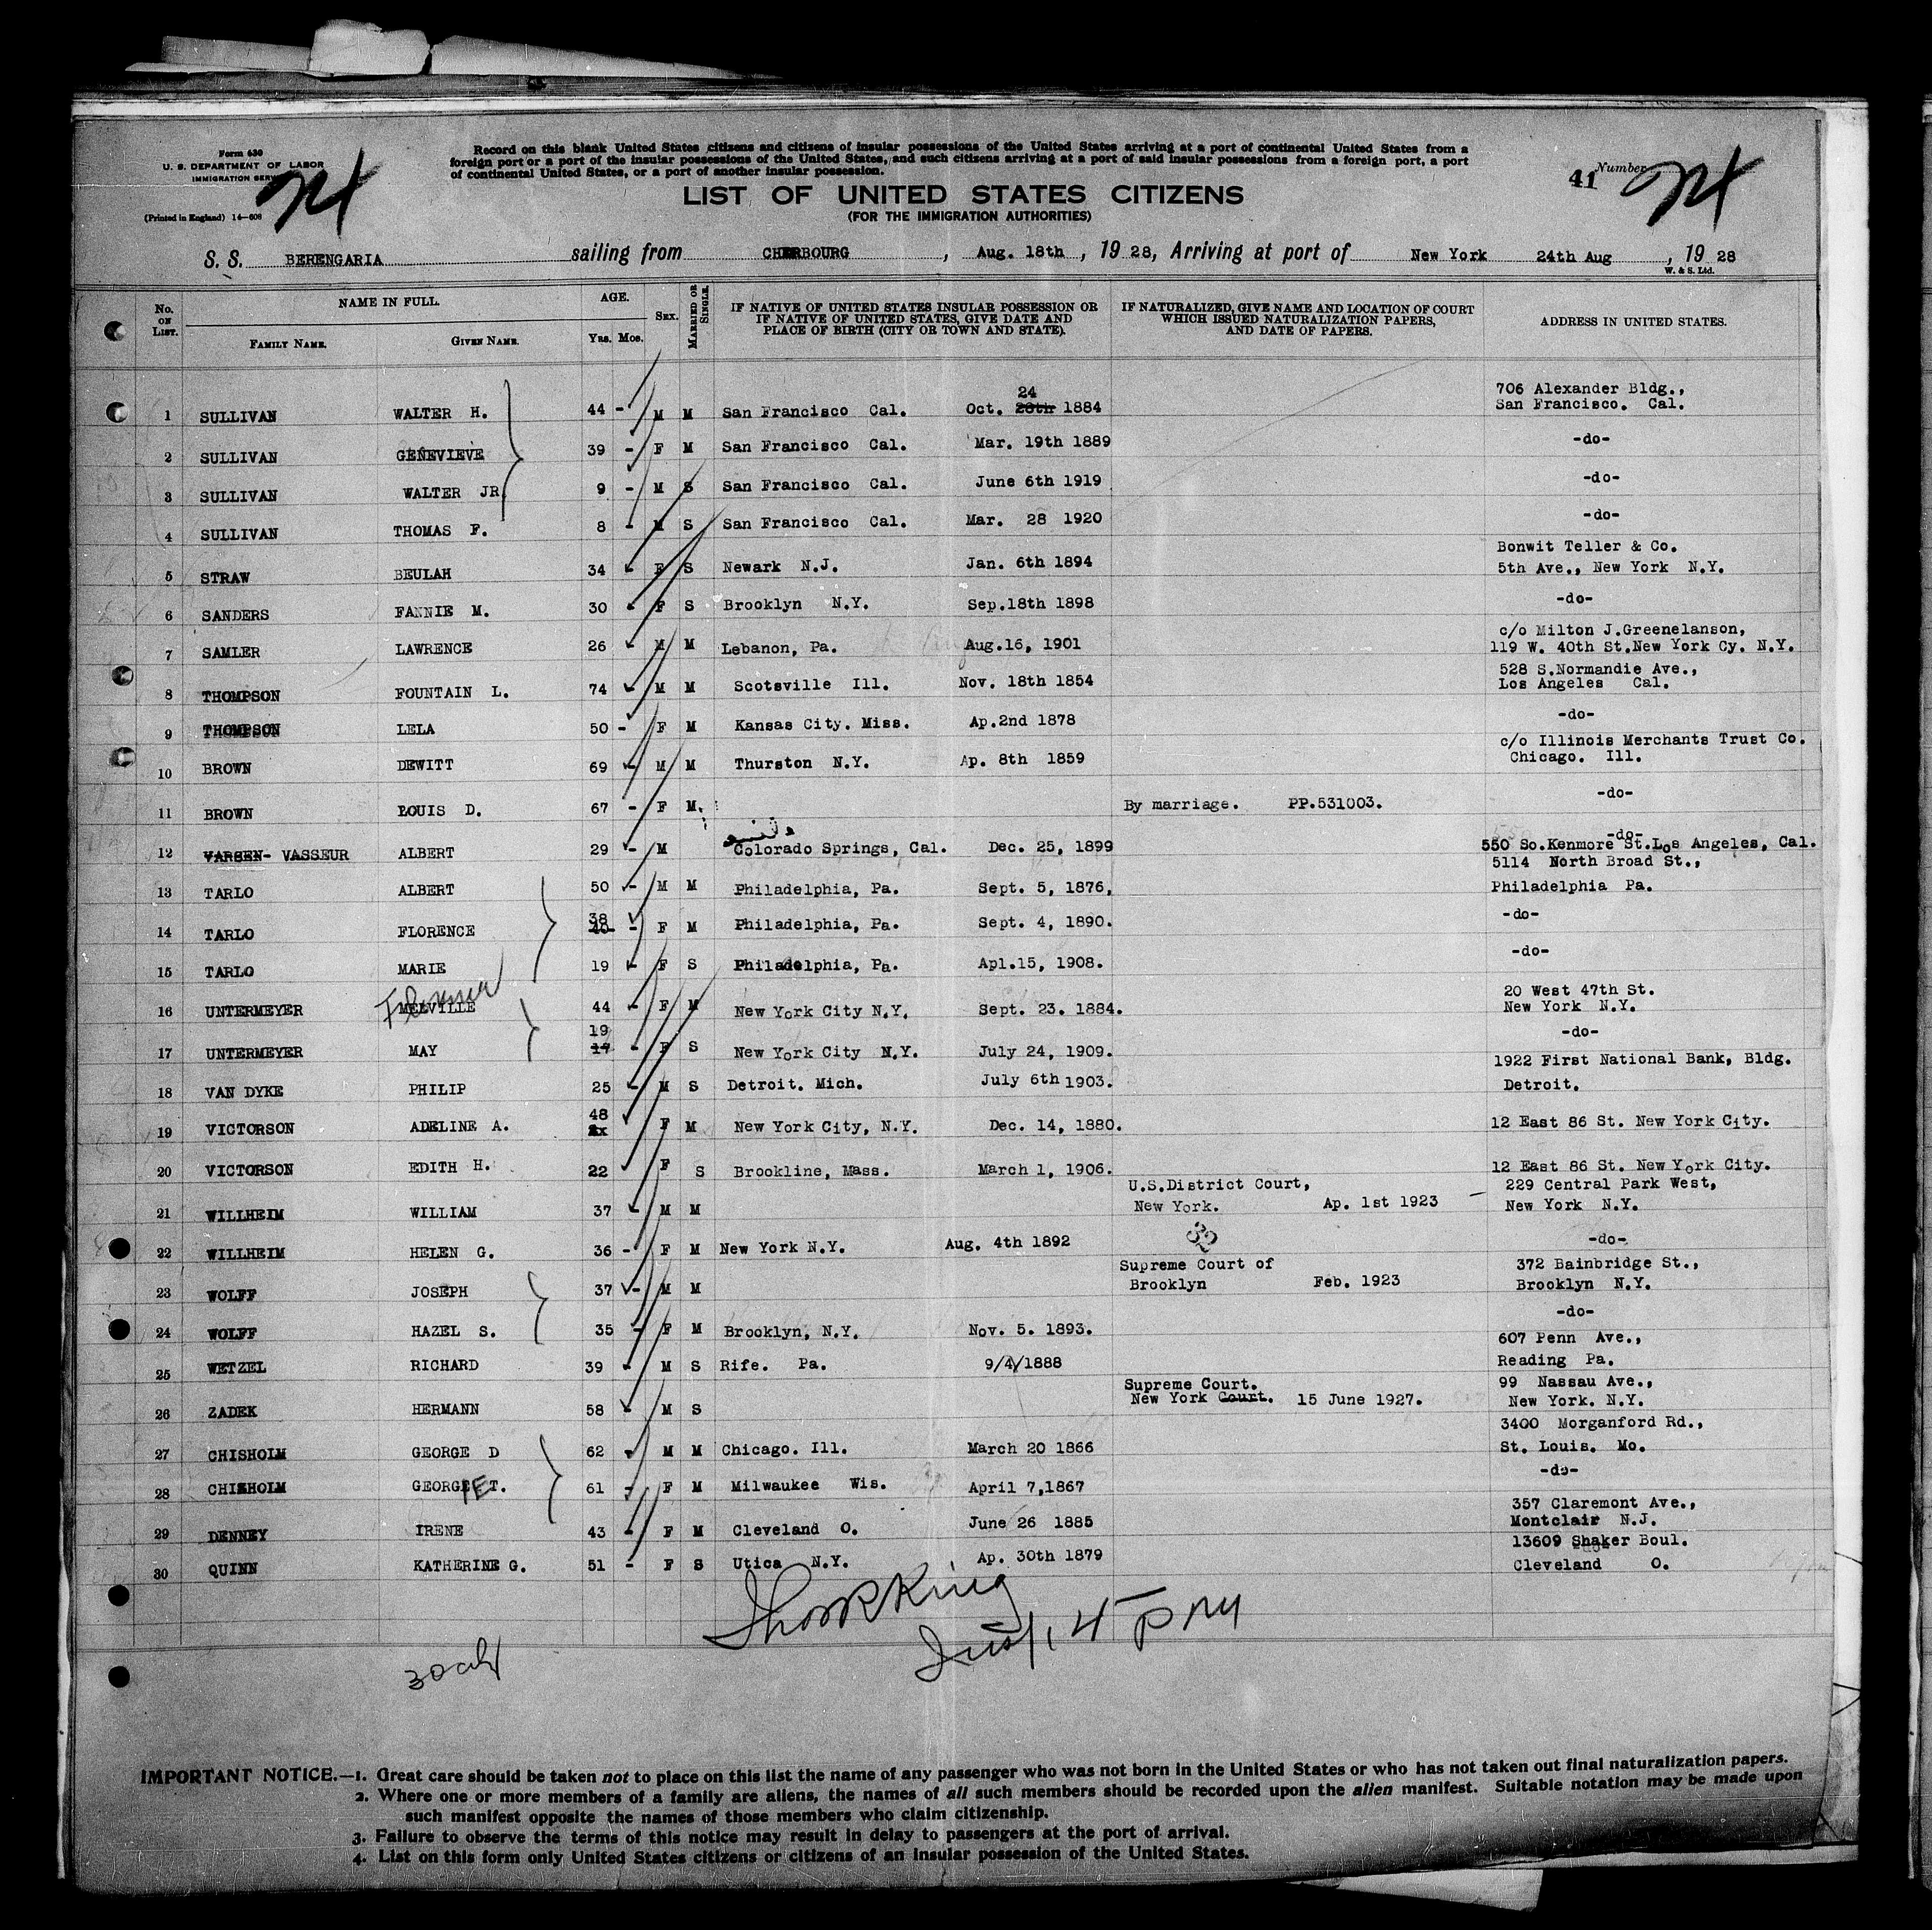 Form 630
U. S. DEPARTMENT OF LABOR
IMMIGRATION SERV
(Printed in England) 14—608
Record on this blank United States citizens and citizens of insular possessions of the United States arriving at a port of continental United States from a
foreign port or a port of the insular possessions of the United States, and such citizens arriving at a port of said insular possessions from a foreign port, a port
of continental United States, or a port of another insular possession.
41 Number
LIST OF UNITED STATES CITIZENS
(FOR THE IMMIGRATION AUTHORITIES)
S. S. BERENGARIA sailing from CHERBOURG, Aug. 18th, 19 28, Arriving at port of New York 24th Aug, 19 28
W. & S. Ltd.
No. ON LIST. NAME IN FULL. AGE. SEX. MARRIED OR SINGLE. IF NATIVE OF UNITED STATES INSULAR POSSESSION OR IF NATIVE OF UNITED STATES, GIVE DATE AND PLACE OF BIRTH (CITY OR TOWN AND STATE). IF NATURALIZED, GIVE NAME AND LOCATION OF COURT WHICH ISSUED NATURALIZATION PAPERS, AND DATE OF PAPERS. ADDRESS IN UNITED STATES.
FAMILY NAME. GIVEN NAME. YRS. MOS.
1 SULLIVAN WALTER H. 44 - M M San Francisco Cal. Oct. 20th 24 1884 706 Alexander Bldg., San Francisco. Cal.
2 SULLIVAN GENEVIEVE 39 - F M San Francisco Cal. Mar. 19th 1889 -do-
3 SULLIVAN WALTER JR. 9 - M S San Francisco Cal. June 6th 1919 -do-
4 SULLIVAN THOMAS F. 8 - M S San Francisco Cal. Mar. 28 1920 -do-
5 STRAW BEULAH 34 - F S Newark N.J. Jan. 6th 1894 Bonwit Teller & Co. 5th Ave., New York N.Y.
6 SANDERS FANNIE M. 30 - F S Brooklyn N.Y. Sep.18th 1898 -do-
7 SAMLER LAWRENCE 26 - M M Lebanon, Pa. Aug.16, 1901 c/o Milton J.Greenelanson, 119 W. 40th St.New York Cy. N.Y.
8 THOMPSON FOUNTAIN L. 74 - M M Scotsville Ill. Nov. 18th 1854 528 S.Normandie Ave., Los Angeles Cal.
9 THOMPSON LELA 50 - F M Kansas City. Miss. Ap.2nd 1878 -do-
10 BROWN DEWITT 69 - M M Thurston N.Y. Ap. 8th 1859 c/o Illinois Merchants Trust Co. Chicago. Ill.
11 BROWN LOUIS D. 67 - F M. By marriage. PP.531003. -do-
12 VARSEN- VASSEUR ALBERT 29 - M Colorado Springs, Cal. Dec. 25, 1899 -do- 550 So.Kenmore St.Los Angeles, Cal.
13 TARLO ALBERT 50 - M M Philadelphia, Pa. Sept. 5, 1876, 5114 North Broad St., Philadelphia Pa.
14 TARLO FLORENCE 38 40 - F M Philadelphia, Pa. Sept. 4, 1890. -do-
15 TARLO MARIE 19 - F S Philadelphia, Pa. Apl.15, 1908. -do-
16 UNTERMEYER MELVILLE 44 - F M New York City N.Y. Sept. 23. 1884. 20 West 47th St. New York N.Y.
17 UNTERMEYER MAY 19 17 - F S New York City N.Y. July 24, 1909. -do-
18 VAN DYKE PHILIP 25 - M S Detroit. Mich. July 6th 1903. 1922 First National Bank, Bldg. Detroit.
19 VICTORSON ADELINE A. 48 F M New York City, N.Y. Dec. 14, 1880. 12 East 86 St. New York City.
20 VICTORSON EDITH H. 22 F S Brookline, Mass. March 1, 1906. 12 East 86 St. New York City.
21 WILLHEIM WILLIAM 37 - M M U.S.District Court, New York. Ap. 1st 1923 229 Central Park West, New York N.Y.
22 WILLHEIM HELEN G. 36 - F M New York N.Y. Aug. 4th 1892 32 -do-
23 WOLFF JOSEPH 37 - M M Supreme Court of Brooklyn Feb. 1923 372 Bainbridge St., Brooklyn N.Y.
24 WOLFF HAZEL S. 35 - F M Brooklyn, N.Y. Nov. 5. 1893. -do-
25 WETZEL RICHARD 39 - M S Rife. Pa. 9/4/1888 607 Penn Ave., Reading Pa.
26 ZADEK HERMANN 58 - M S Supreme Court. New York Court. 15 June 1927. 99 Nassau Ave., New York. N.Y.
27 CHISHOLM GEORGE D 62 - M M Chicago. Ill. March 20 1866 3400 Morganford Rd., St. Louis. Mo.
28 CHISHOLM GEORGIE T. 61 - F M Milwaukee Wis. April 7,1867 -do-
29 DENNEY IRENE 43 - F M Cleveland O. June 26 1885 357 Claremont Ave., Montclair N.J.
30 QUINN KATHERINE G. 51 - F S Utica N.Y. Ap. 30th 1879 13609 Shaker Boul. Cleveland O.
4 PM
IMPORTANT NOTICE.—1. Great care should be taken not to place on this list the name of any passenger who was not born in the United States or who has not taken out final naturalization papers.
2. Where one or more members of a family are aliens, the names of all such members should be recorded upon the alien manifest. Suitable notation may be made upon
such manifest opposite the names of those members who claim citizenship.
3. Failure to observe the terms of this notice may result in delay to passengers at the port of arrival.
4. List on this form only United States citizens or citizens of an insular possession of the United States.